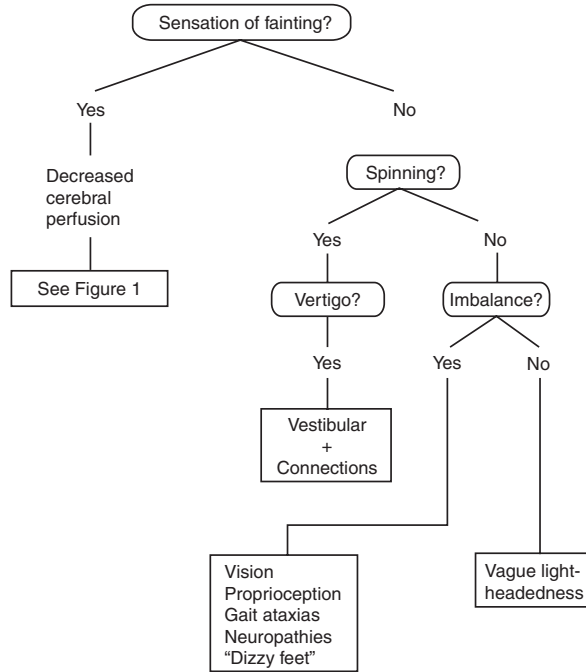 Sensation of fainting?
Yes
No
Decreased
cerebral
perfusion
See Figure 1
Spinning?
Yes
No
Vertigo?
Imbalance?
Yes
Yes
No
Vestibular
+
Connections
Vision
Proprioception
Gait ataxias
Neuropathies
“Dizzy feet”
Vague light-
headedness